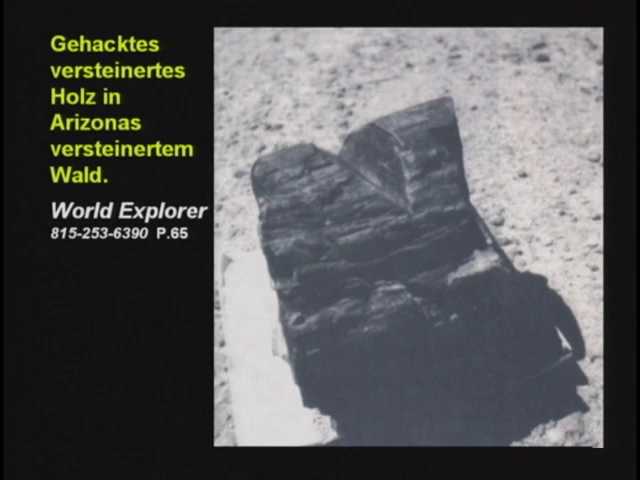 Gehacktes
versteinertes
Holz in
Arizonas
versteinertem
Wald.
World Explorer
815-253-6390 P.65